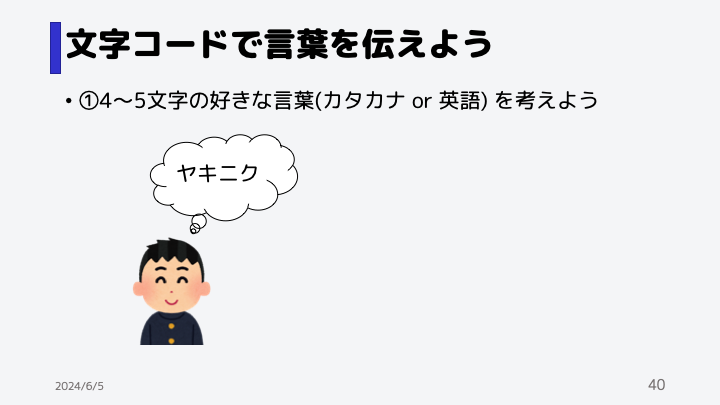 文字コードで言葉を伝えよう
• ①4～5文字の好きな言葉(カタカナ or 英語) を考えよう
ヤキニク
2024/6/5
40